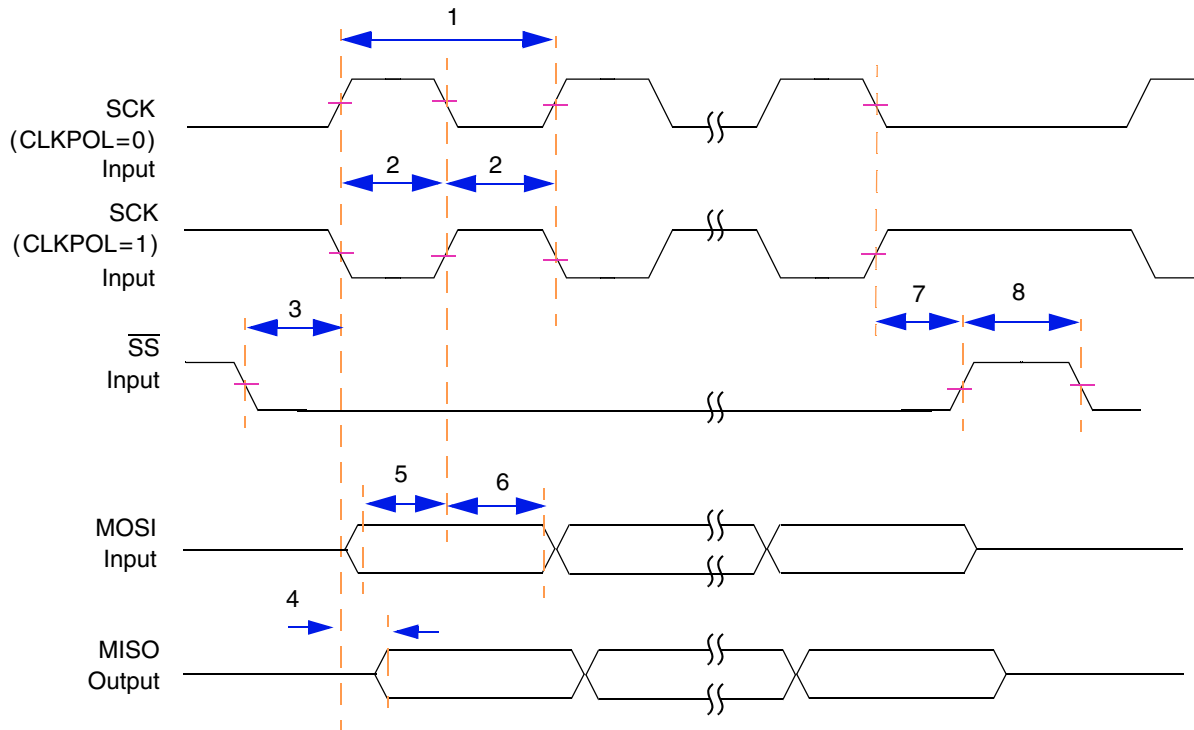 1
SCK
(CLKPOL=0)
Input
2
2
SCK
(CLKPOL=1)
Input
3
7
8
SS
Input
5
6
MOSI
Input
4
MISO
Output